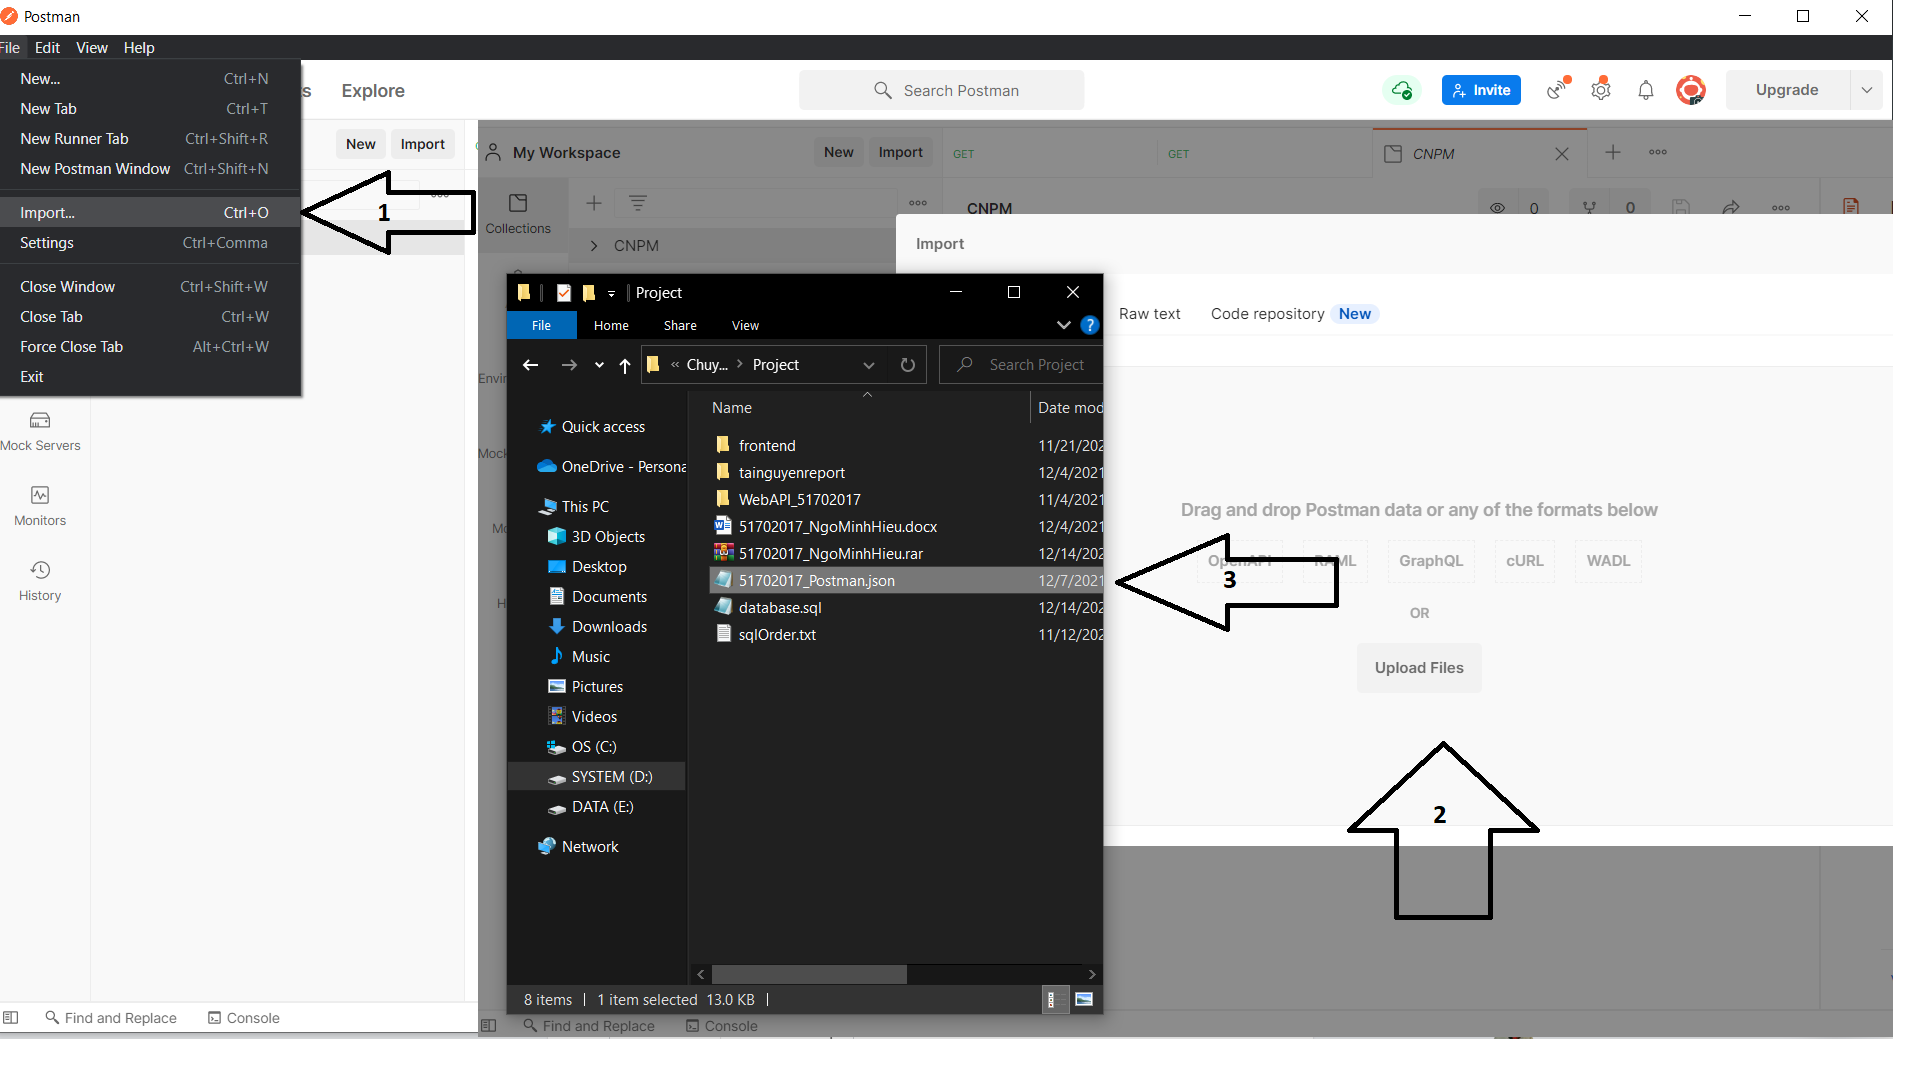 Postman
File Edit View Help
New... Ctrl+N
New Tab Ctrl+T
New Runner Tab Ctrl+Shift+R
New Postman Window Ctrl+Shift+N
Import... Ctrl+O
Settings Ctrl+Comma
Close Window Ctrl+Shift+W
Close Tab Ctrl+W
Force Close Tab Alt+Ctrl+W
Exit
s Explore
Search Postman
Invite
Upgrade
New Import
1
Mock Servers
Monitors
History
Find and Replace Console
My Workspace
New Import
GET
GET
CNPM
Collections
CNPM
CNPM
0
0
Import
Raw text Code repository New
Envir
Mock
Mo
H
Project
File Home Share View
Chuy... Project
Search Project
Quick access
OneDrive - Persona
This PC
3D Objects
Desktop
Documents
Downloads
Music
Pictures
Videos
OS (C:)
SYSTEM (D:)
DATA (E:)
Network
Name Date mod
frontend 11/21/202
tainguyenreport 12/4/2021
WebAPI_51702017 11/4/2021
51702017_NgoMinhHieu.docx 12/4/2021
51702017_NgoMinhHieu.rar 12/14/202
51702017_Postman.json 12/7/2021
database.sql 12/14/202
sqlOrder.txt 11/12/202
8 items 1 item selected 13.0 KB
Drag and drop Postman data or any of the formats below
OpenAPI RAML GraphQL cURL WADL
3
OR
Upload Files
2
Find and Replace Console